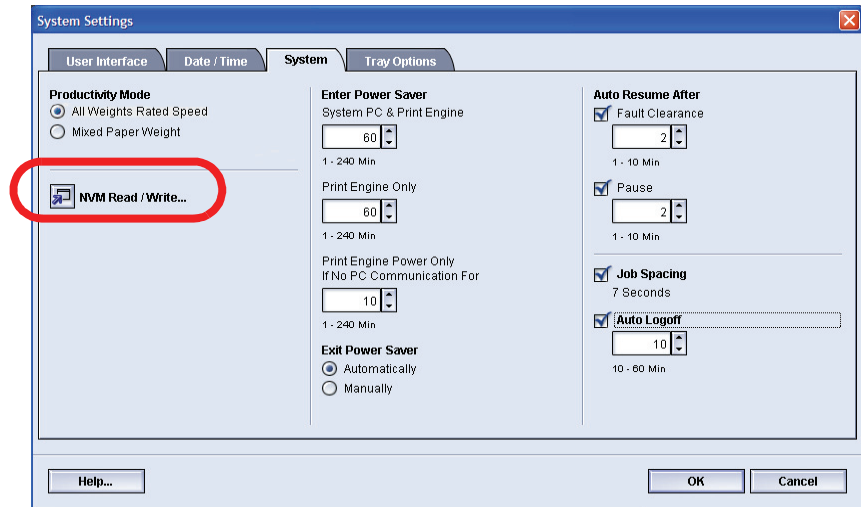 System Settings
User Interface
Date / Time
System
Tray Options
Productivity Mode
All Weights Rated Speed
Mixed Paper Weight
NVM Read / Write...
Enter Power Saver
System PC & Print Engine
60
1 - 240 Min
Print Engine Only
60
1 - 240 Min
Print Engine Power Only
If No PC Communication For
10
1 - 240 Min
Exit Power Saver
Automatically
Manually
Auto Resume After
Fault Clearance
2
1 - 10 Min
Pause
2
1 - 10 Min
Job Spacing
7 Seconds
Auto Logoff
10
10 - 60 Min
Help...
OK
Cancel